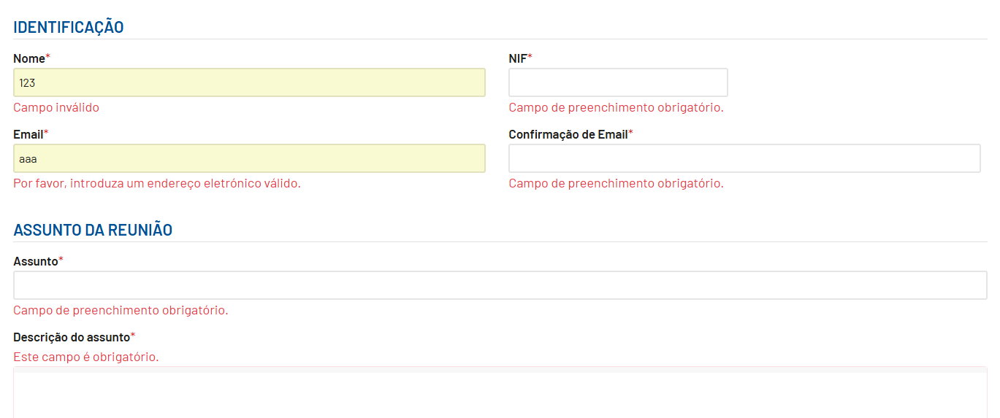 IDENTIFICAÇÃO
Nome* NIF*
123
Campo inválido Campo de preenchimento obrigatório.
Email* Confirmação de Email*
aaa
Por favor, introduza um endereço eletrónico válido. Campo de preenchimento obrigatório.
ASSUNTO DA REUNIÃO
Assunto*
Campo de preenchimento obrigatório.
Descrição do assunto*
Este campo é obrigatório.